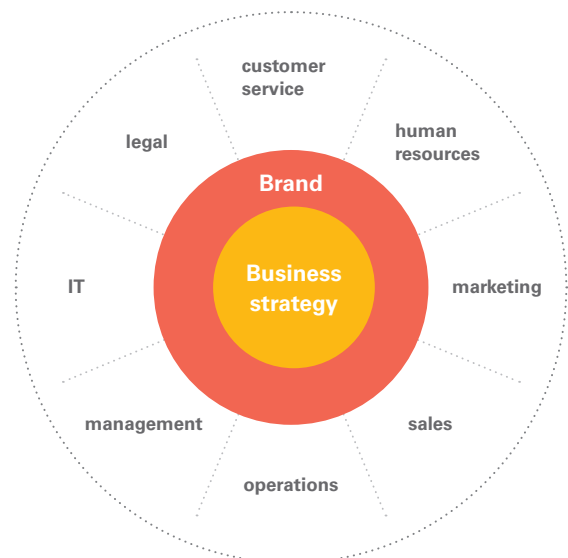 customer
service
human
resources
legal
Brand
Business
strategy
IT
marketing
management
sales
operations